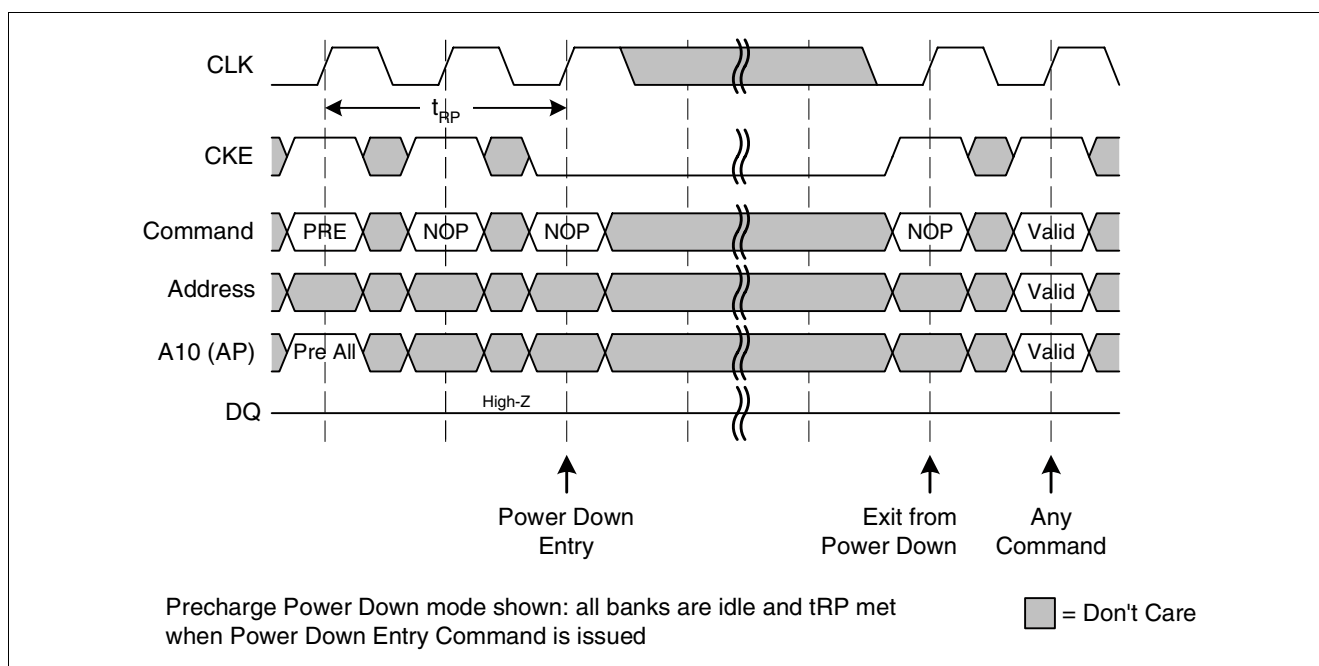 CLK
t_RP
CKE
Command PRE NOP NOP NOP Valid
Address Valid
A10 (AP) Pre All Valid
High-Z
DQ
Power Down
Entry
Exit from
Power Down
Any
Command
Precharge Power Down mode shown: all banks are idle and tRP met
when Power Down Entry Command is issued
= Don't Care